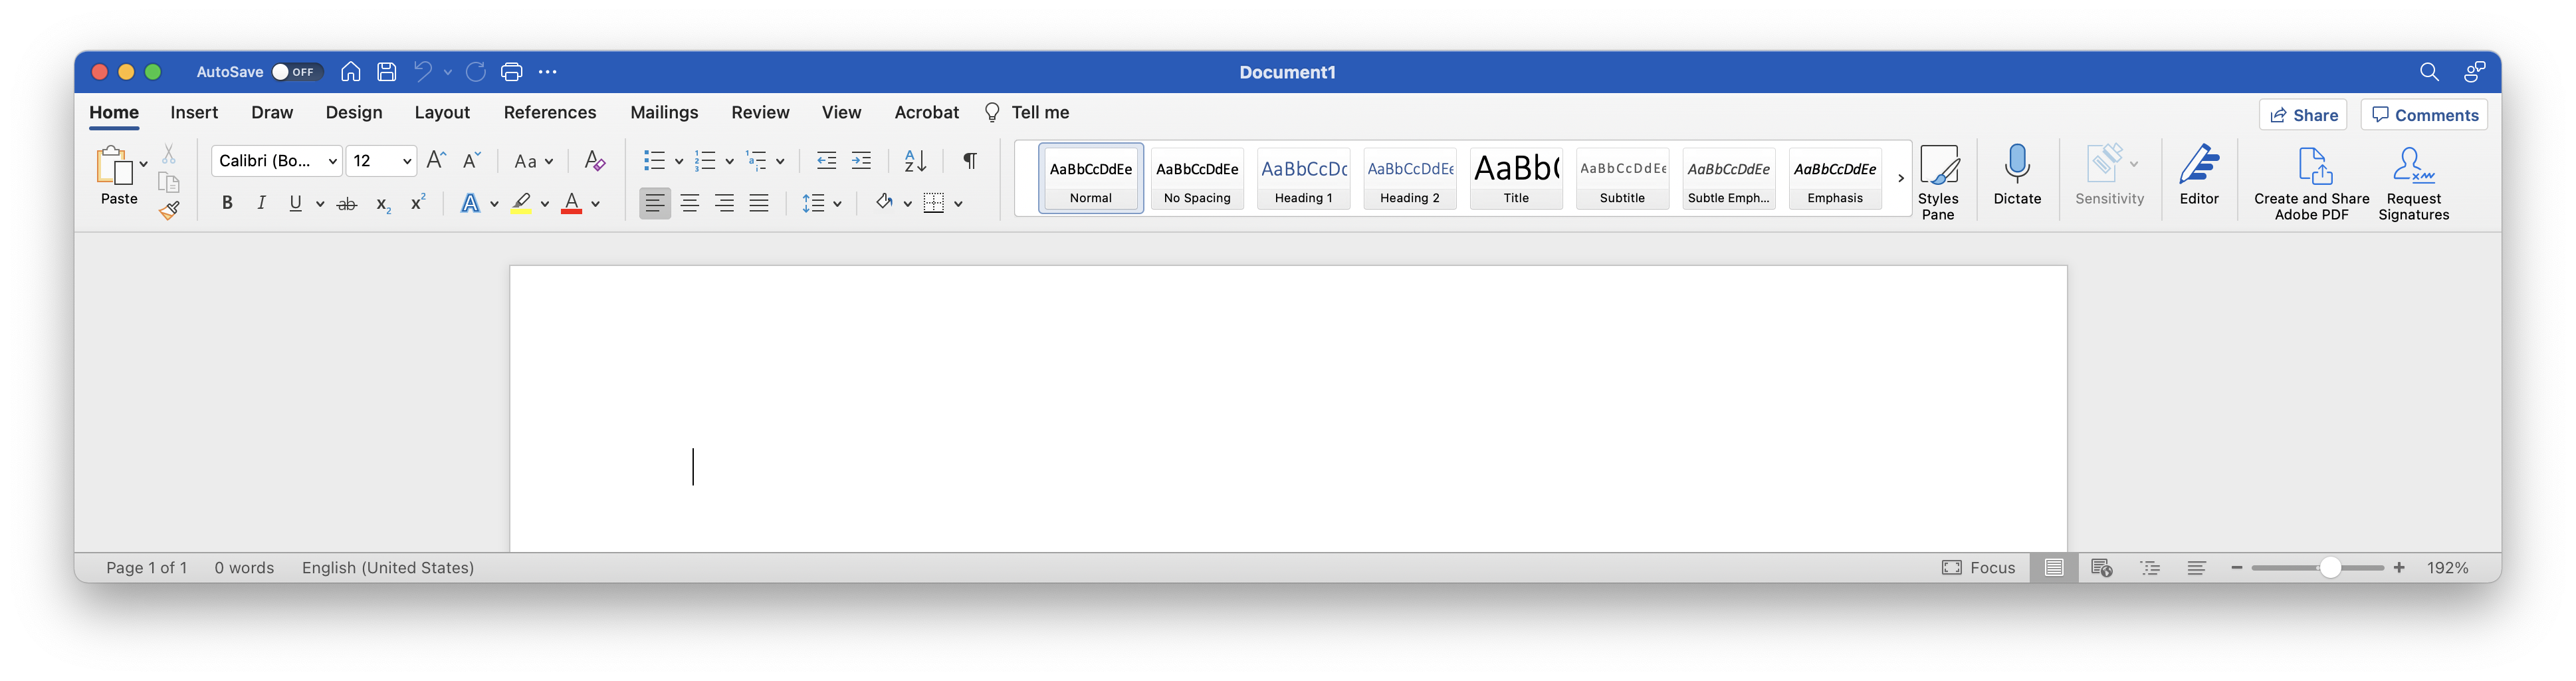 AutoSave OFF
Document1
Home Insert Draw Design Layout References Mailings Review View Acrobat Tell me
Share Comments
Paste
Calibri (Bo... 12
Aa
B I U ab x₂ x² A A
AaBbCcDdEe AaBbCcDdEe AaBbCcDc AaBbCcDdEe AaBb( AaBbCcDdEe AaBbCcDdEe AaBbCcDdEe
Normal No Spacing Heading 1 Heading 2 Title Subtitle Subtle Emph... Emphasis
Styles Pane
Dictate
Sensitivity
Editor
Create and Share Adobe PDF
Request Signatures
Page 1 of 1 0 words English (United States)
Focus 192%